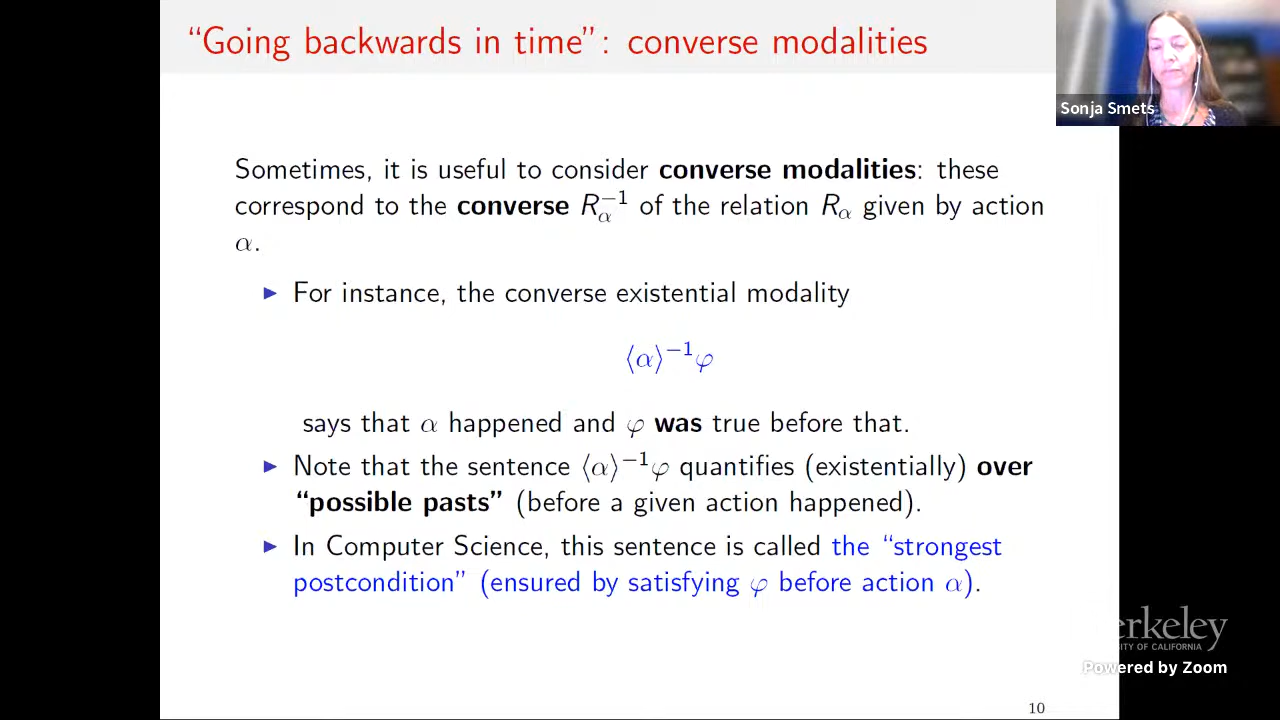 “Going backwards in time”: converse modalities
Sonja Smets
Sometimes, it is useful to consider converse modalities: these
correspond to the converse R_α^{-1} of the relation R_α given by action
α.
▶ For instance, the converse existential modality
⟨α⟩^{-1}φ
says that α happened and φ was true before that.
▶ Note that the sentence ⟨α⟩^{-1}φ quantifies (existentially) over
“possible pasts” (before a given action happened).
▶ In Computer Science, this sentence is called the “strongest
postcondition” (ensured by satisfying φ before action α).
Powered by Zoom
10